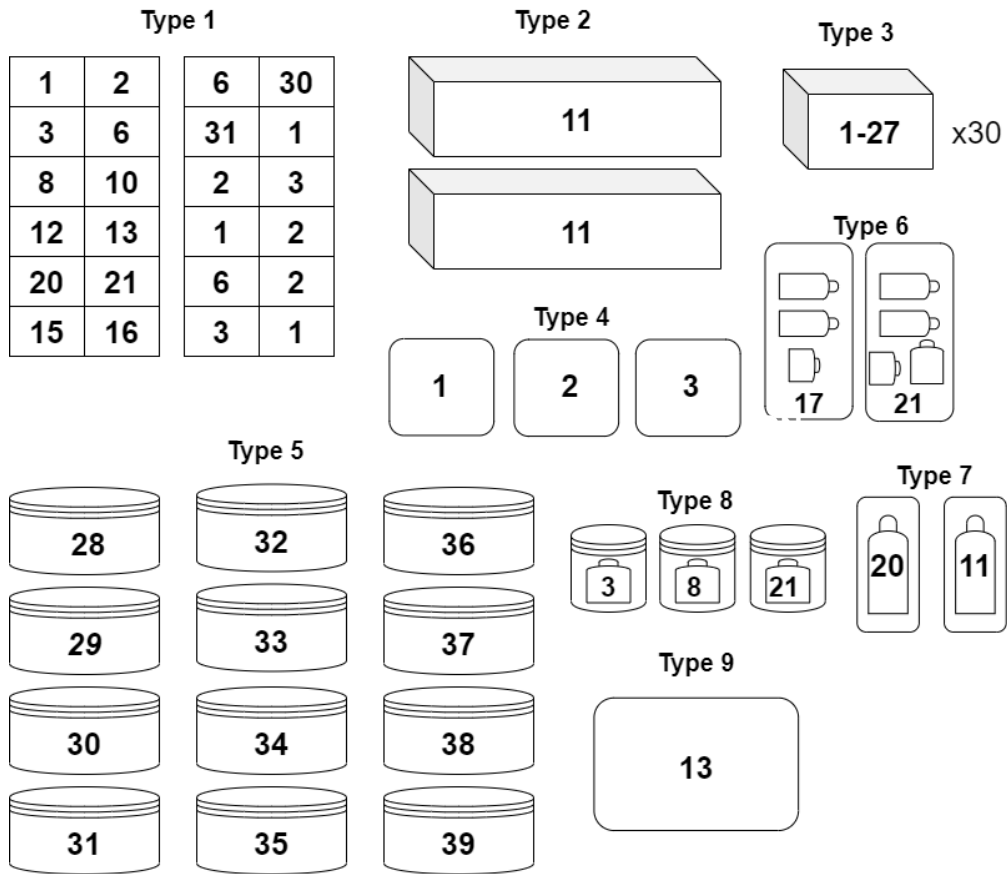 Type 1
1 2
3 6
8 10
12 13
20 21
15 16
6 30
31 1
2 3
1 2
6 2
3 1
Type 2
11
11
Type 3
1-27 x30
Type 4
1 2 3
Type 6
17 21
Type 5
28 32 36
29 33 37
30 34 38
31 35 39
Type 8
3 8 21
Type 7
20 11
Type 9
13